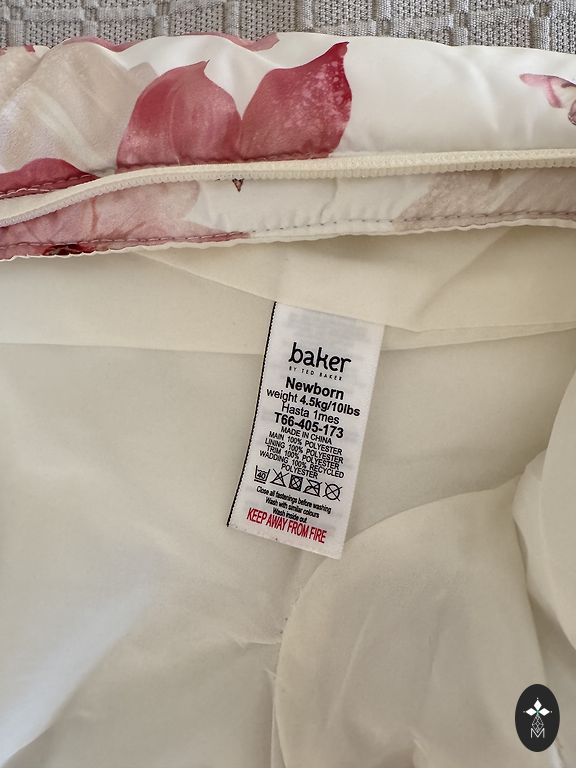 baker
BY TED BAKER
Newborn
weight 4.5kg/10lbs
Hasta 1mes
T66-405-173
MADE IN CHINA
MAIN 100% POLYESTER
LINING 100% POLYESTER
TRIM 100% POLYESTER
WADDING 100% RECYCLED
POLYESTER
40
Close all fastenings before washing
Wash with similar colours
Wash inside out
KEEP AWAY FROM FIRE
M